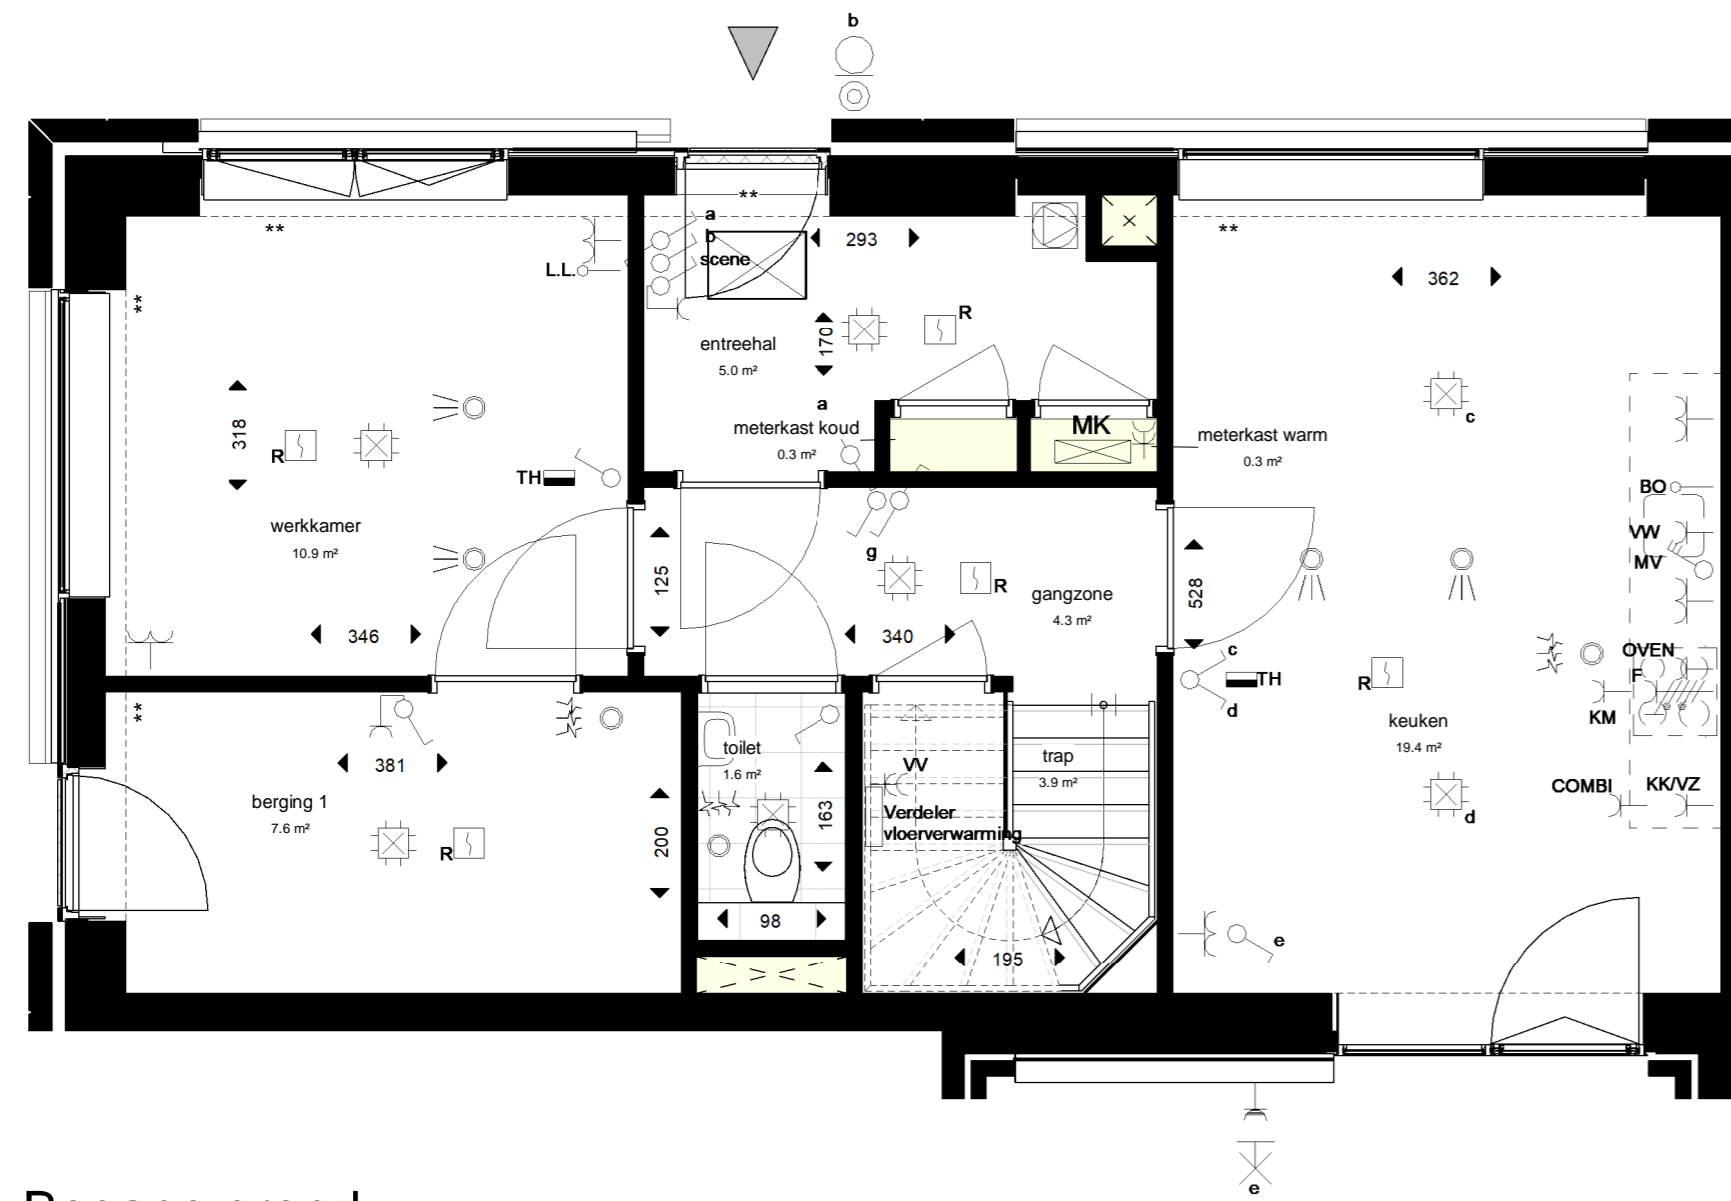 b
**
a
b
scene
293
**
**
362
L.L.
**
R
entreehal
5.0 m²
170
c
a
meterkast koud
0.3 m²
MK
meterkast warm
0.3 m²
318
R
TH
BO
werkkamer
10.9 m²
VW
g
MV
125
R
gangzone
4.3 m²
528
346
340
c
OVEN
TH
R
F
d
KM
**
keuken
19.4 m²
toilet
1.6 m²
trap
3.9 m²
VV
381
COMBI
KK/VZ
berging 1
7.6 m²
163
Verdeler
vloerverwarming
d
200
R
98
e
195
e